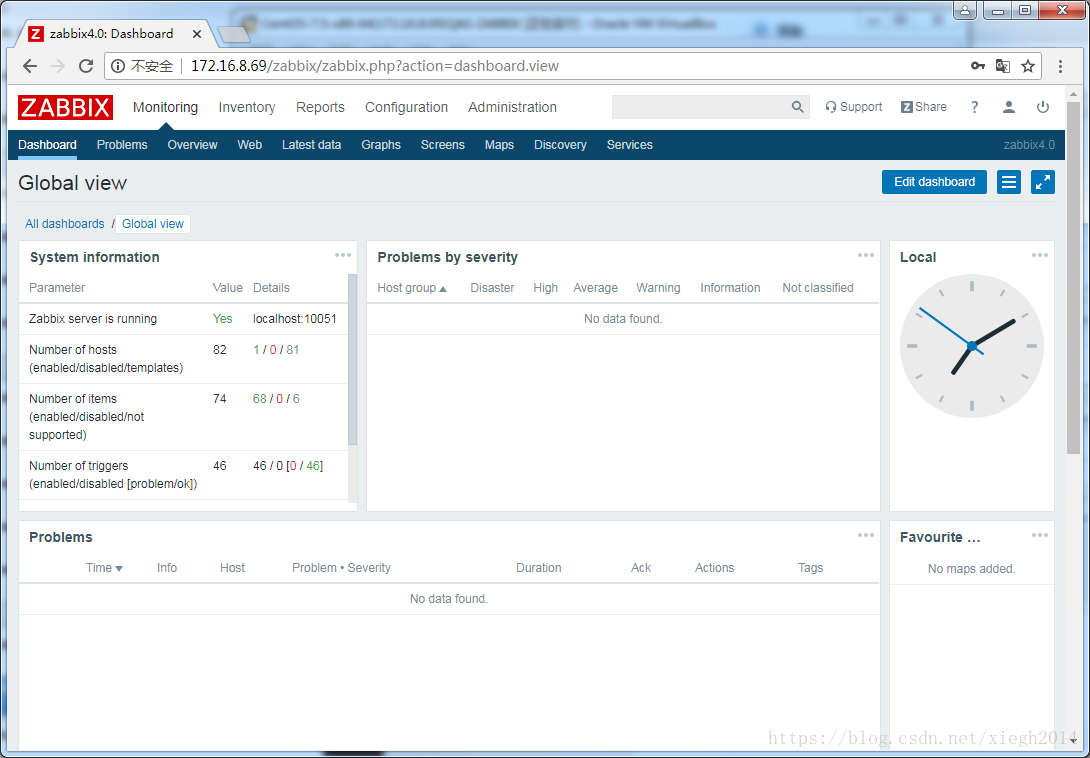 zabbix4.0: Dashboard
不安全 172.16.8.69/zabbix/zabbix.php?action=dashboard.view
ZABBIX Monitoring Inventory Reports Configuration Administration Support Z Share ?
Dashboard Problems Overview Web Latest data Graphs Screens Maps Discovery Services zabbix4.0
Global view Edit dashboard
All dashboards / Global view
System information
Parameter Value Details
Zabbix server is running Yes localhost:10051
Number of hosts 82 1 / 0 / 81
(enabled/disabled/templates)
Number of items 74 68 / 0 / 6
(enabled/disabled/not
supported)
Number of triggers 46 46 / 0 [0 / 46]
(enabled/disabled [problem/ok])
Problems by severity
Host group Disaster High Average Warning Information Not classified
No data found.
Local
Problems
Time Info Host Problem • Severity Duration Ack Actions Tags
No data found.
Favourite ...
No maps added.
https://blog.csdn.net/xiegh2014